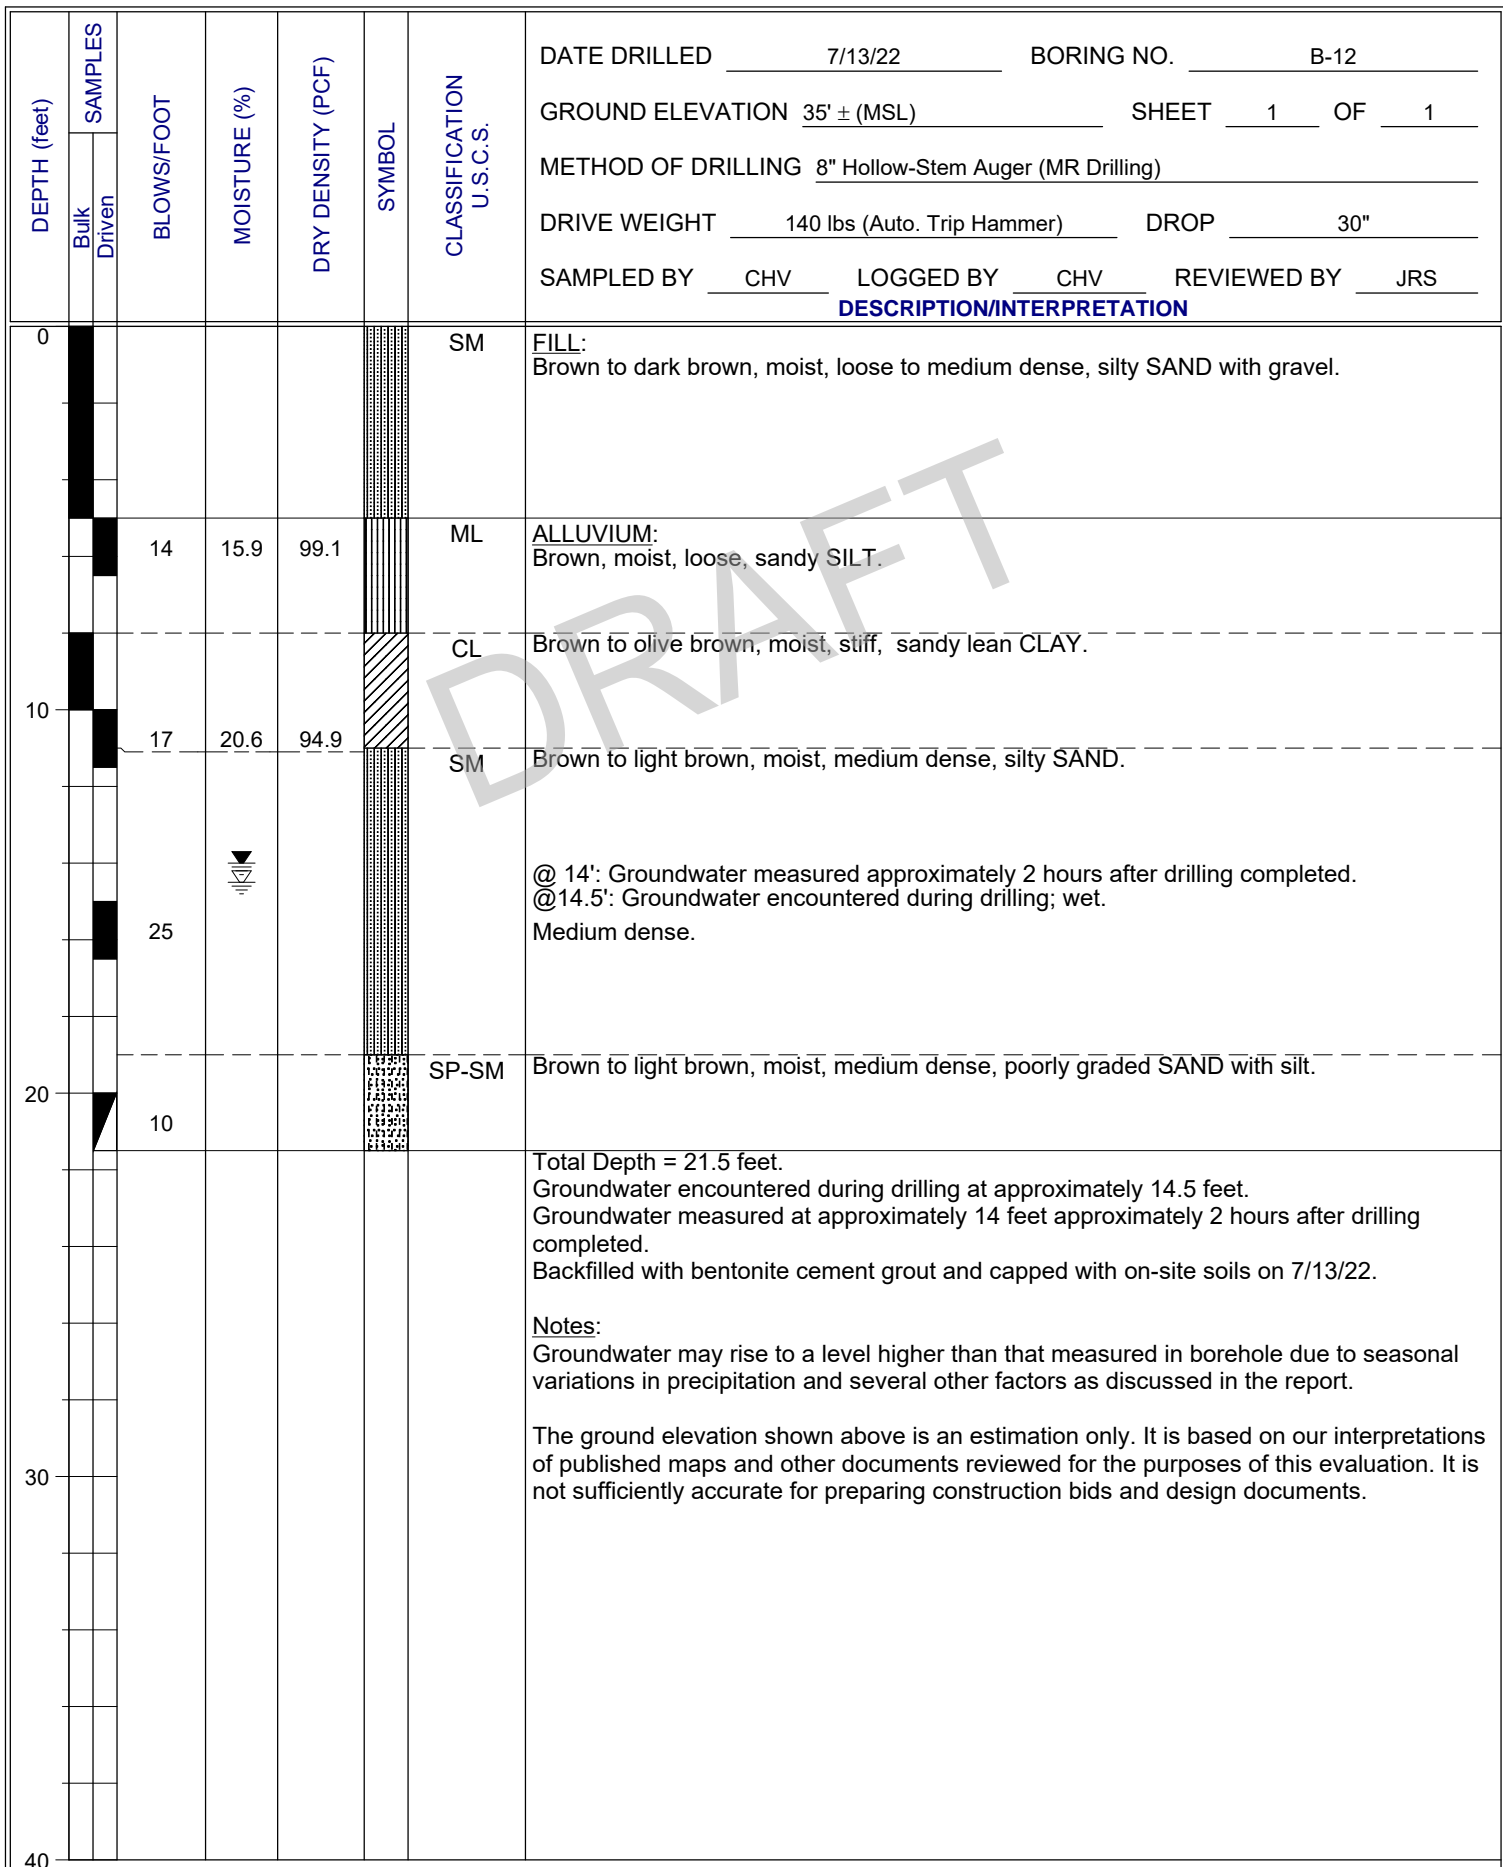 DEPTH (feet)
SAMPLES
Bulk
Driven
BLOWS/FOOT
MOISTURE (%)
DRY DENSITY (PCF)
SYMBOL
CLASSIFICATION
U.S.C.S.
DATE DRILLED 7/13/22 BORING NO. B-12
GROUND ELEVATION 35' ± (MSL) SHEET 1 OF 1
METHOD OF DRILLING 8" Hollow-Stem Auger (MR Drilling)
DRIVE WEIGHT 140 lbs (Auto. Trip Hammer) DROP 30"
SAMPLED BY CHV LOGGED BY CHV REVIEWED BY JRS
DESCRIPTION/INTERPRETATION
0 SM FILL:
Brown to dark brown, moist, loose to medium dense, silty SAND with gravel.
ML ALLUVIUM:
14 15.9 99.1 Brown, moist, loose, sandy SILT.
CL Brown to olive brown, moist, stiff, sandy lean CLAY.
10
17 20.6 94.9
SM Brown to light brown, moist, medium dense, silty SAND.
@ 14': Groundwater measured approximately 2 hours after drilling completed.
@14.5': Groundwater encountered during drilling; wet.
25 Medium dense.
SP-SM Brown to light brown, moist, medium dense, poorly graded SAND with silt.
20
10
Total Depth = 21.5 feet.
Groundwater encountered during drilling at approximately 14.5 feet.
Groundwater measured at approximately 14 feet approximately 2 hours after drilling
completed.
Backfilled with bentonite cement grout and capped with on-site soils on 7/13/22.
Notes:
Groundwater may rise to a level higher than that measured in borehole due to seasonal
variations in precipitation and several other factors as discussed in the report.
The ground elevation shown above is an estimation only. It is based on our interpretations
30 of published maps and other documents reviewed for the purposes of this evaluation. It is
not sufficiently accurate for preparing construction bids and design documents.
40
DRAFT